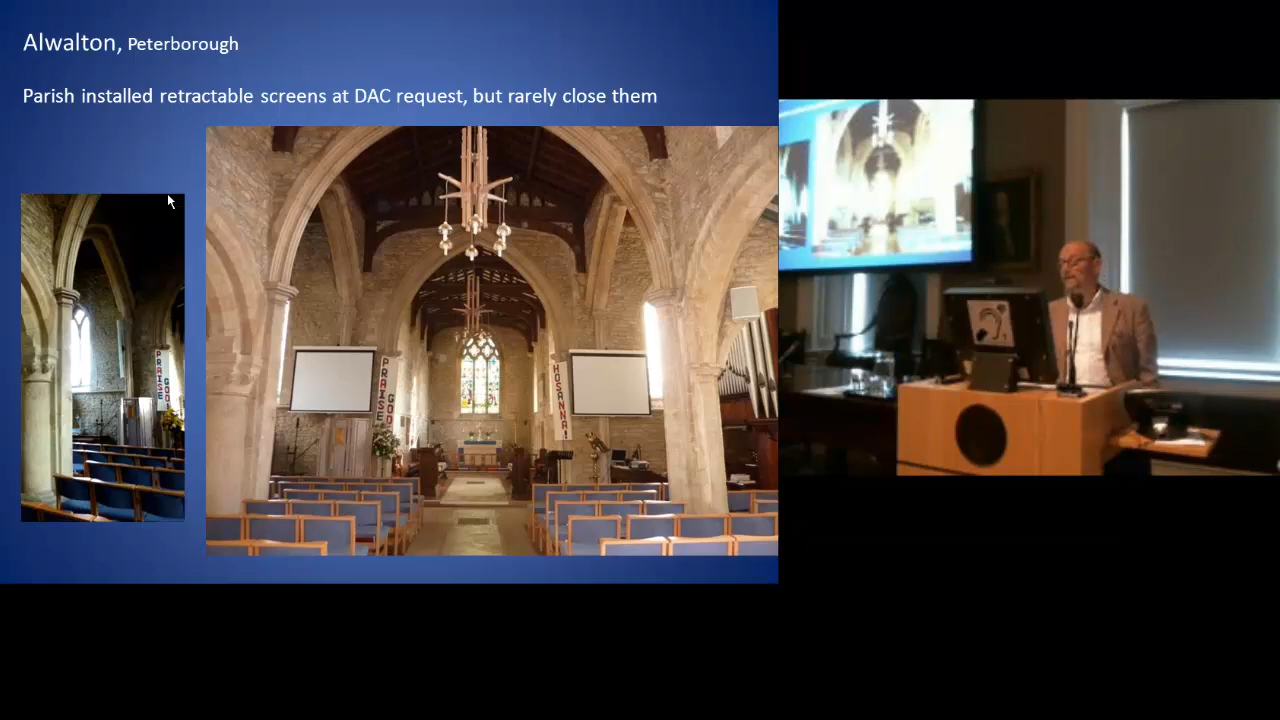 Alwalton, Peterborough
Parish installed retractable screens at DAC request, but rarely close them
PRAISE
GOD!
PRAISE
GOD
HOSANNA!